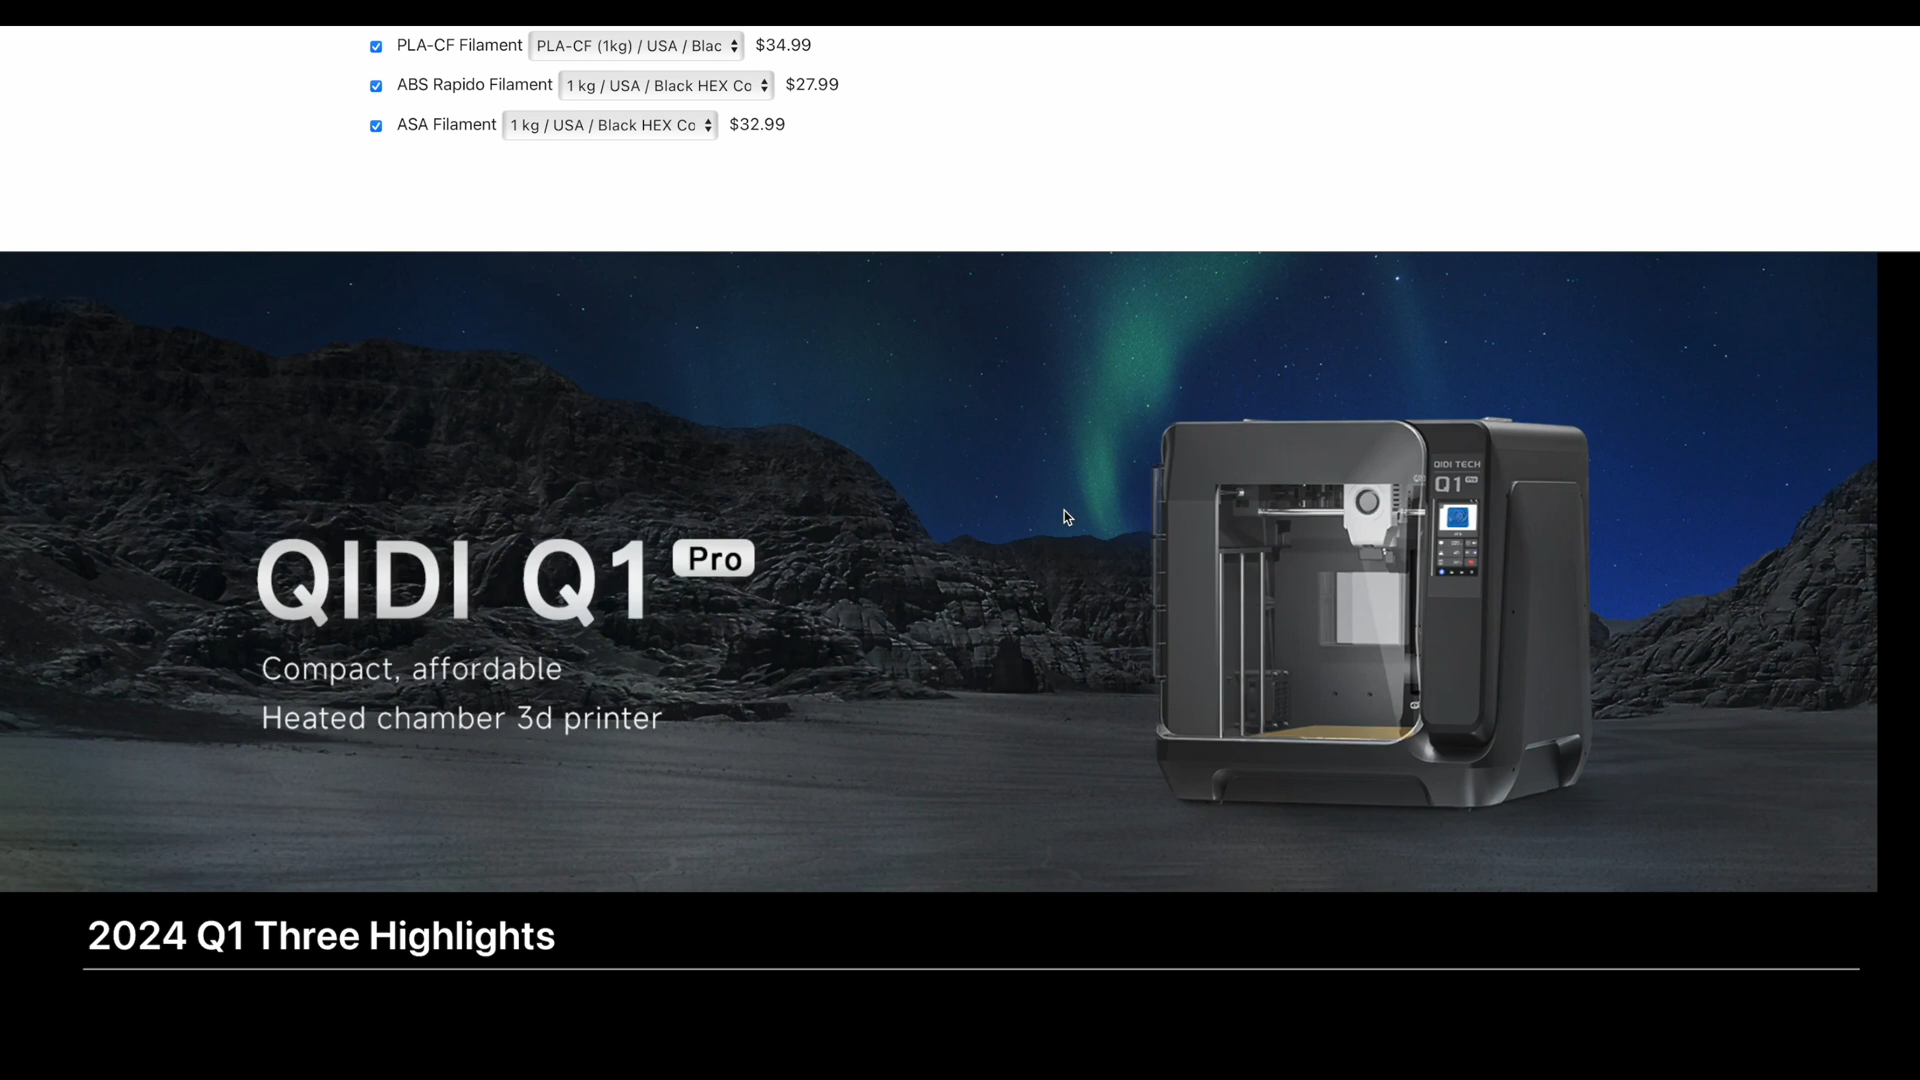 PLA-CF Filament PLA-CF (1kg) / USA / Blac $34.99
ABS Rapido Filament 1 kg / USA / Black HEX Co $27.99
ASA Filament 1 kg / USA / Black HEX Co $32.99
QIDI TECH
Q1 Pro
QIDI Q1 Pro
Compact, affordable
Heated chamber 3d printer
2024 Q1 Three Highlights